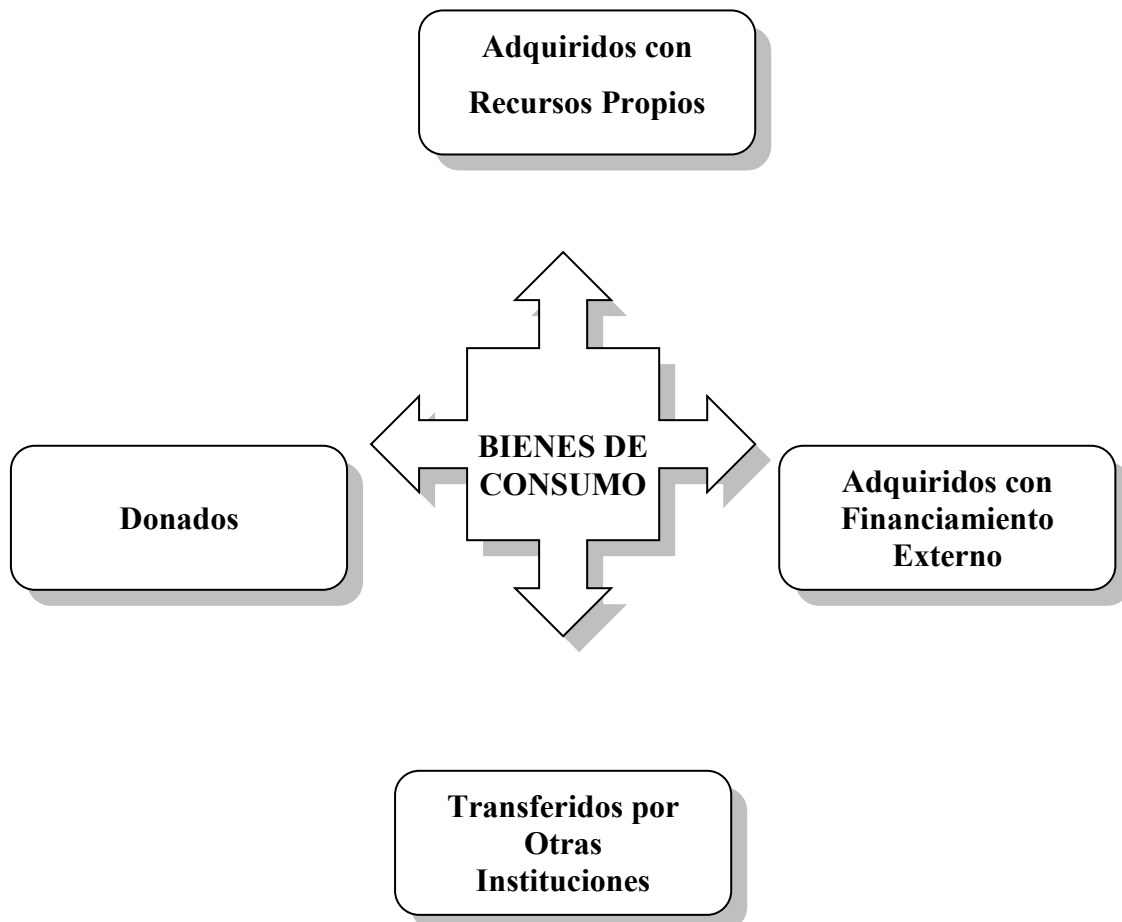 Adquiridos con
Recursos Propios
BIENES DE
CONSUMO
Donados
Adquiridos con
Financiamiento
Externo
Transferidos por
Otras
Instituciones